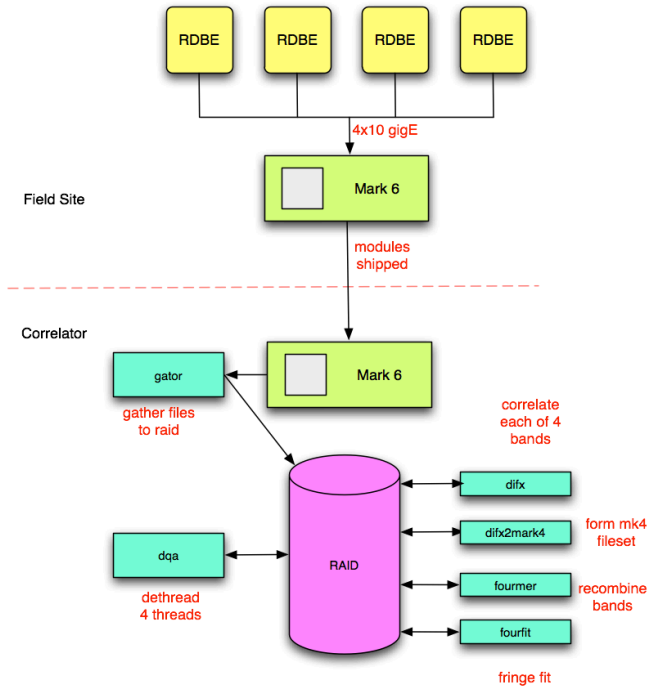 RDBE
RDBE
RDBE
RDBE
4x10 gigE
Mark 6
Field Site
modules
shipped
Correlator
Mark 6
gator
gather files
to raid
correlate
each of 4
bands
difx
difx2mark4
form mk4
fileset
dqa
RAID
dethread
4 threads
fourmer
recombine
bands
fourfit
fringe fit